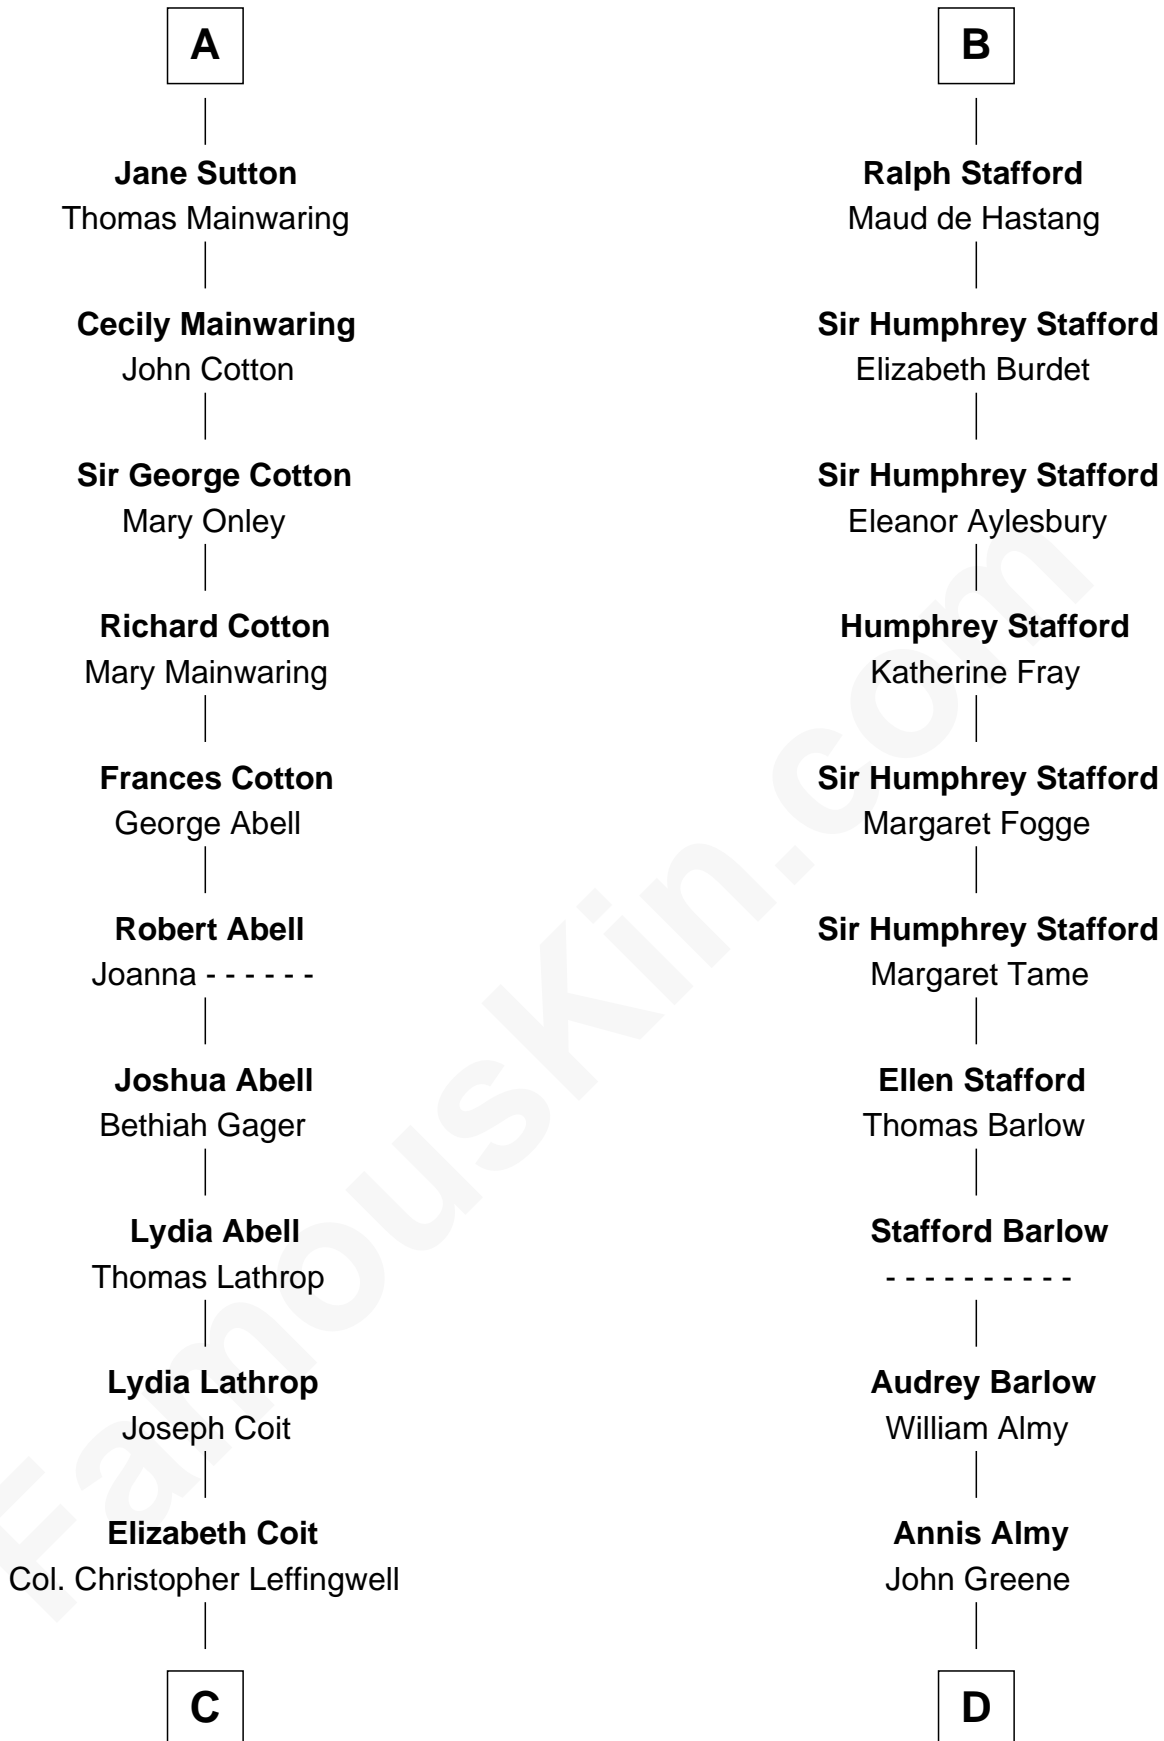 A
Jane Sutton
Thomas Mainwaring
Cecily Mainwaring
John Cotton
Sir George Cotton
Mary Onley
Richard Cotton
Mary Mainwaring
Frances Cotton
George Abell
Robert Abell
Joanna - - - - - -
Joshua Abell
Bethiah Gager
Lydia Abell
Thomas Lathrop
Lydia Lathrop
Joseph Coit
Elizabeth Coit
Col. Christopher Leffingwell
C
B
Ralph Stafford
Maud de Hastang
Sir Humphrey Stafford
Elizabeth Burdet
Sir Humphrey Stafford
Eleanor Aylesbury
Humphrey Stafford
Katherine Fray
Sir Humphrey Stafford
Margaret Fogge
Sir Humphrey Stafford
Margaret Tame
Ellen Stafford
Thomas Barlow
Stafford Barlow
- - - - - - - - - -
Audrey Barlow
William Almy
Annis Almy
John Greene
D
FamousKin.com